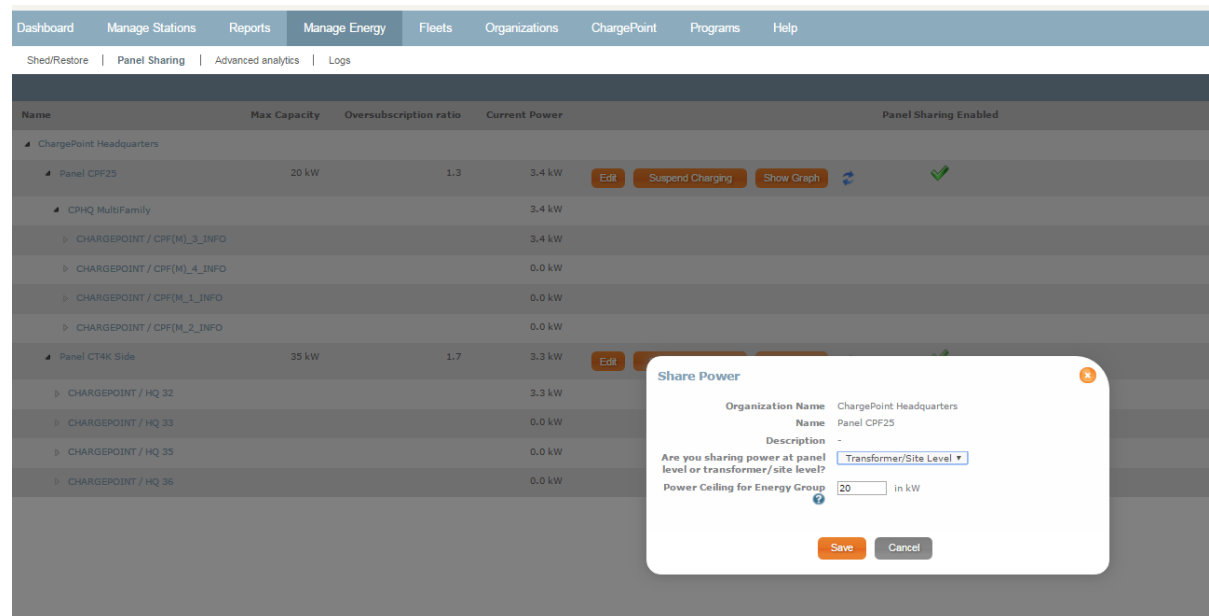 Dashboard Manage Stations Reports Manage Energy Fleets Organizations ChargePoint Programs Help
Shed/Restore | Panel Sharing | Advanced analytics | Logs
Name Max Capacity Oversubscription ratio Current Power Panel Sharing Enabled
ChargePoint Headquarters
Panel CPF25 20 kW 1.3 3.4 kW Edit Suspend Charging Show Graph
CPHQ MultiFamily 3.4 kW
CHARGEPOINT / CPF(M)_3_INFO 3.4 kW
CHARGEPOINT / CPF(M)_4_INFO 0.0 kW
CHARGEPOINT / CPF(M_1_INFO 0.0 kW
CHARGEPOINT / CPF(M_2_INFO 0.0 kW
Panel CT4K Side 35 kW 1.7 3.3 kW Edit
CHARGEPOINT / HQ 32 3.3 kW
CHARGEPOINT / HQ 33 0.0 kW
CHARGEPOINT / HQ 35 0.0 kW
CHARGEPOINT / HQ 36 0.0 kW
Share Power
Organization Name ChargePoint Headquarters
Name Panel CPF25
Description -
Are you sharing power at panel Transformer/Site Level
level or transformer/site level?
Power Ceiling for Energy Group 20 in kW
?
Save Cancel